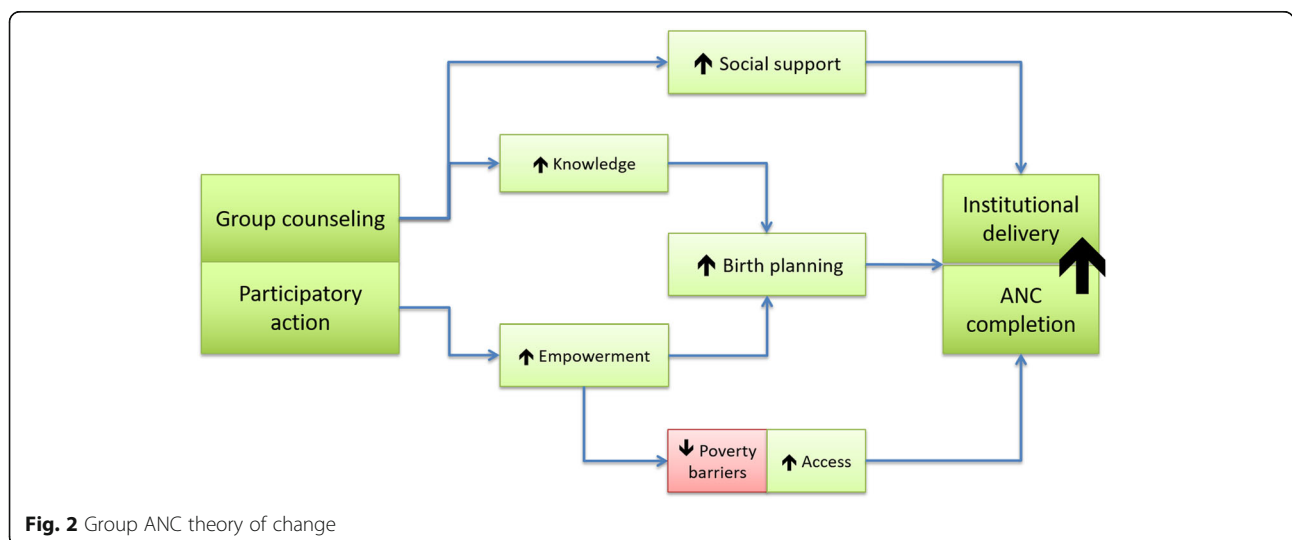 Social support
Knowledge
Group counseling
Institutional
delivery
Birth planning
Participatory
action
ANC
completion
Empowerment
Poverty
barriers
Access
Fig. 2 Group ANC theory of change